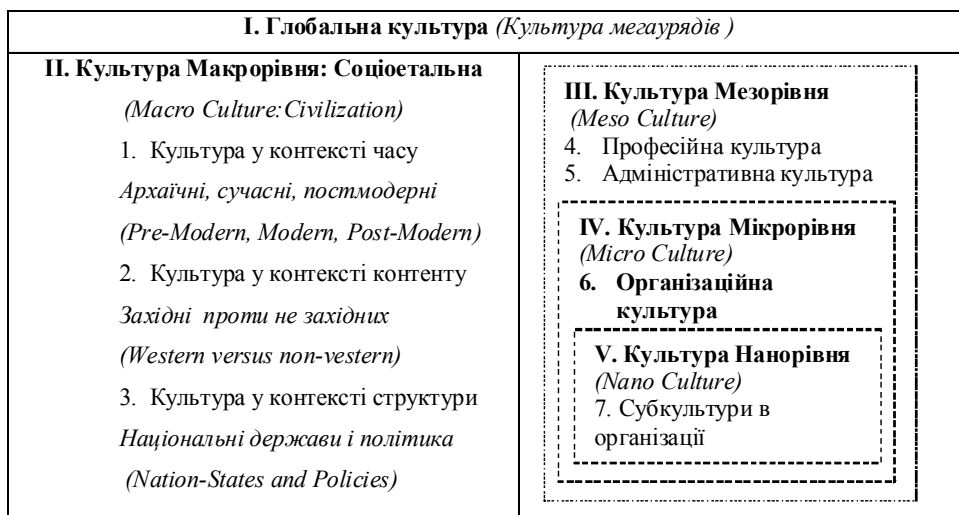 I. Глобальна культура (Культура мегаурядів )
II. Культура Макрорівня: Соціоетальна
(Macro Culture:Civilization)
1. Культура у контексті часу
Архаїчні, сучасні, постмодерні
(Pre-Modern, Modern, Post-Modern)
2. Культура у контексті контенту
Західні проти не західних
(Western versus non-vestern)
3. Культура у контексті структури
Національні держави і політика
(Nation-States and Policies)
III. Культура Мезорівня
(Meso Culture)
4. Професійна культура
5. Адміністративна культура
IV. Культура Мікрорівня
(Micro Culture)
6. Організаційна
культура
V. Культура Нанорівня
(Nano Culture)
7. Субкультури в
організації